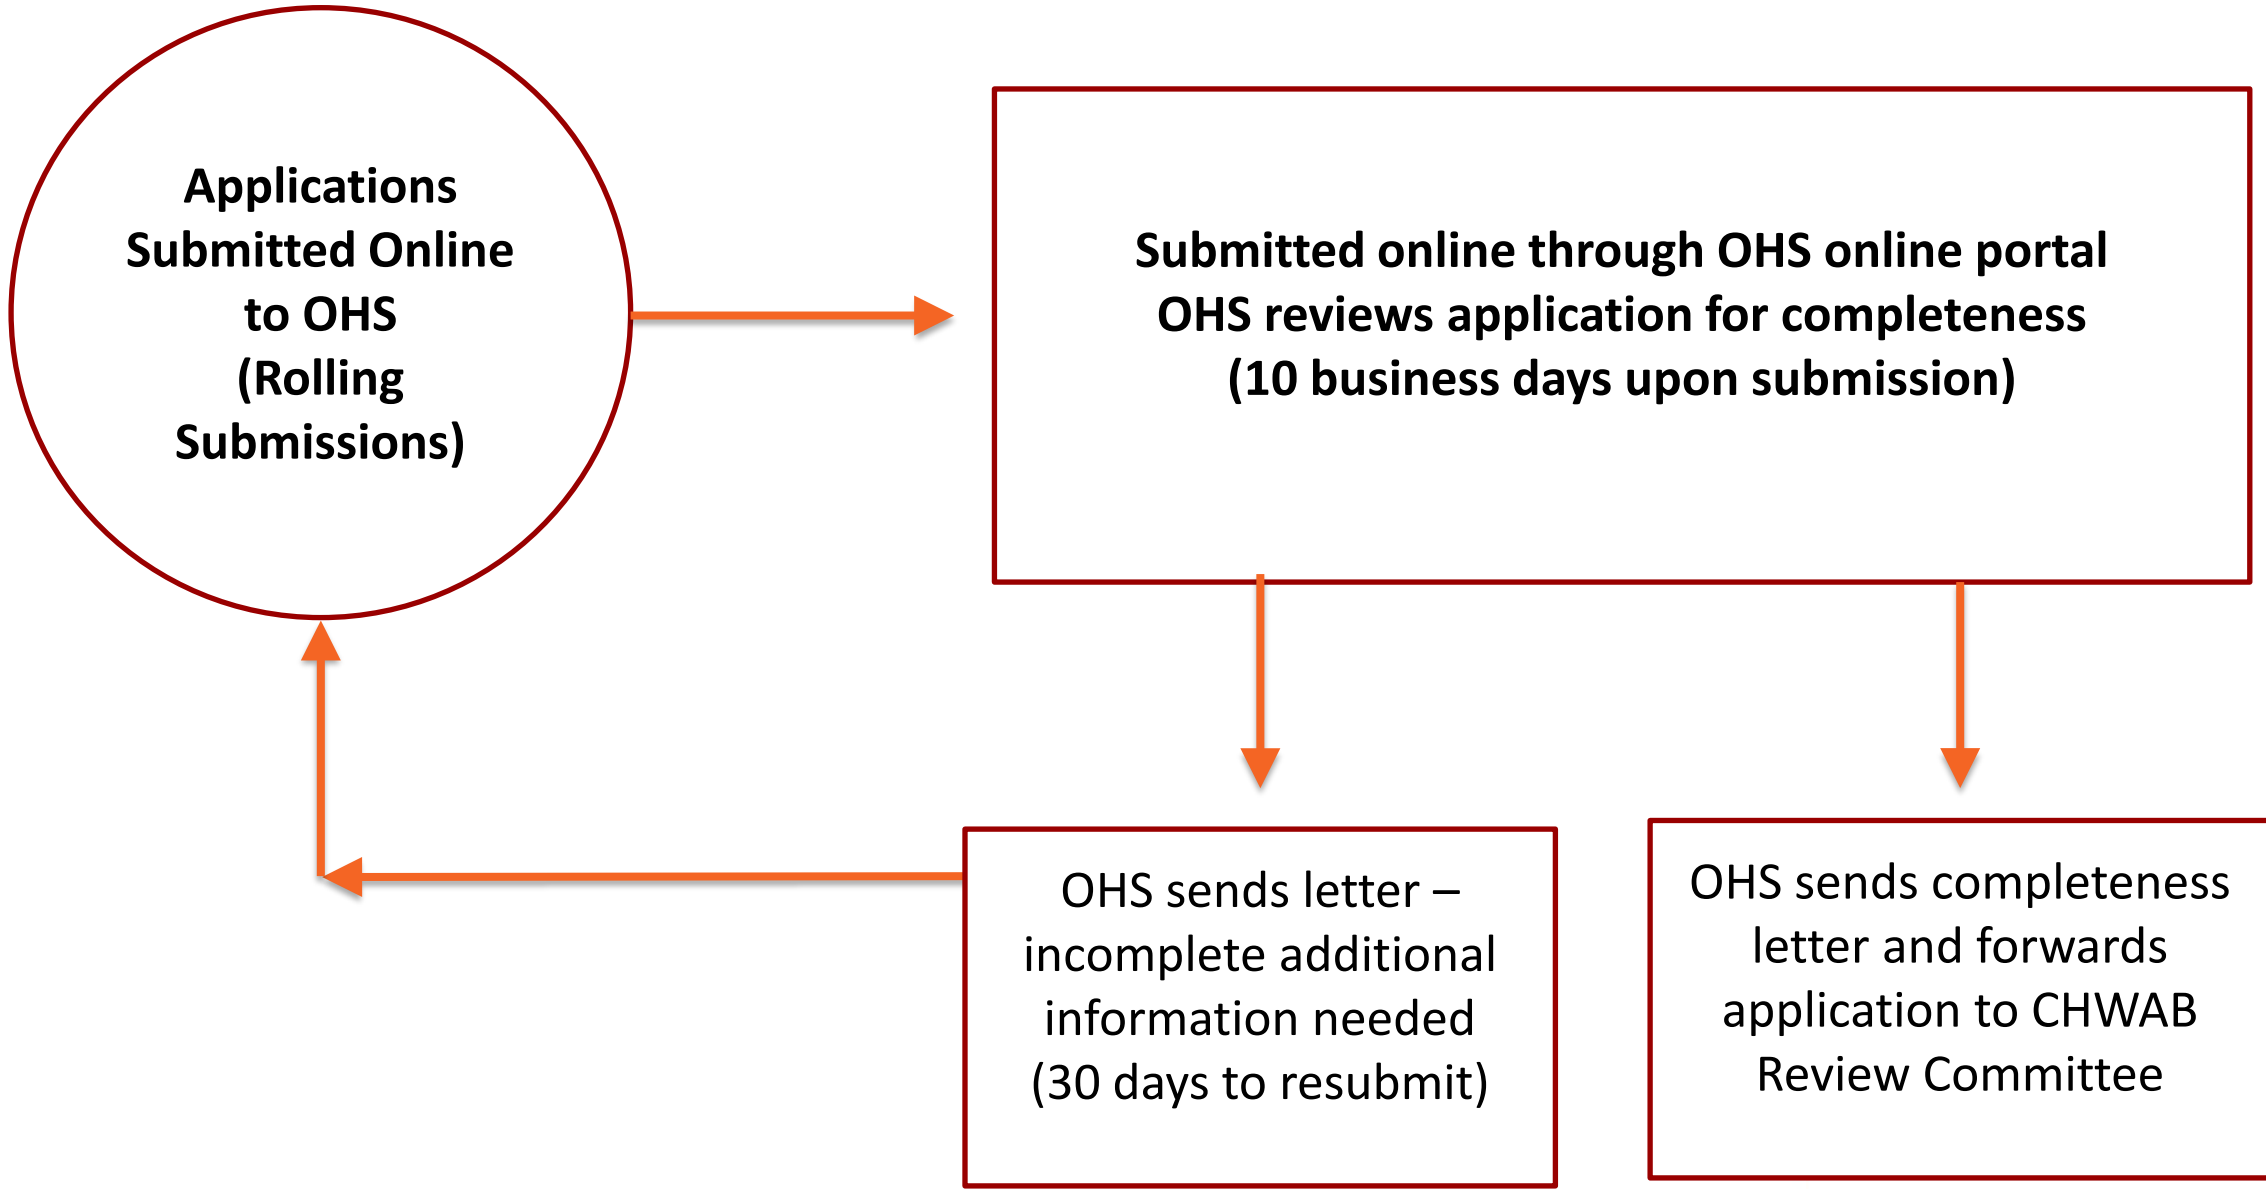 Applications
Submitted Online
to OHS
(Rolling
Submissions)
Submitted online through OHS online portal
OHS reviews application for completeness
(10 business days upon submission)
OHS sends letter –
incomplete additional
information needed
(30 days to resubmit)
OHS sends completeness
letter and forwards
application to CHWAB
Review Committee